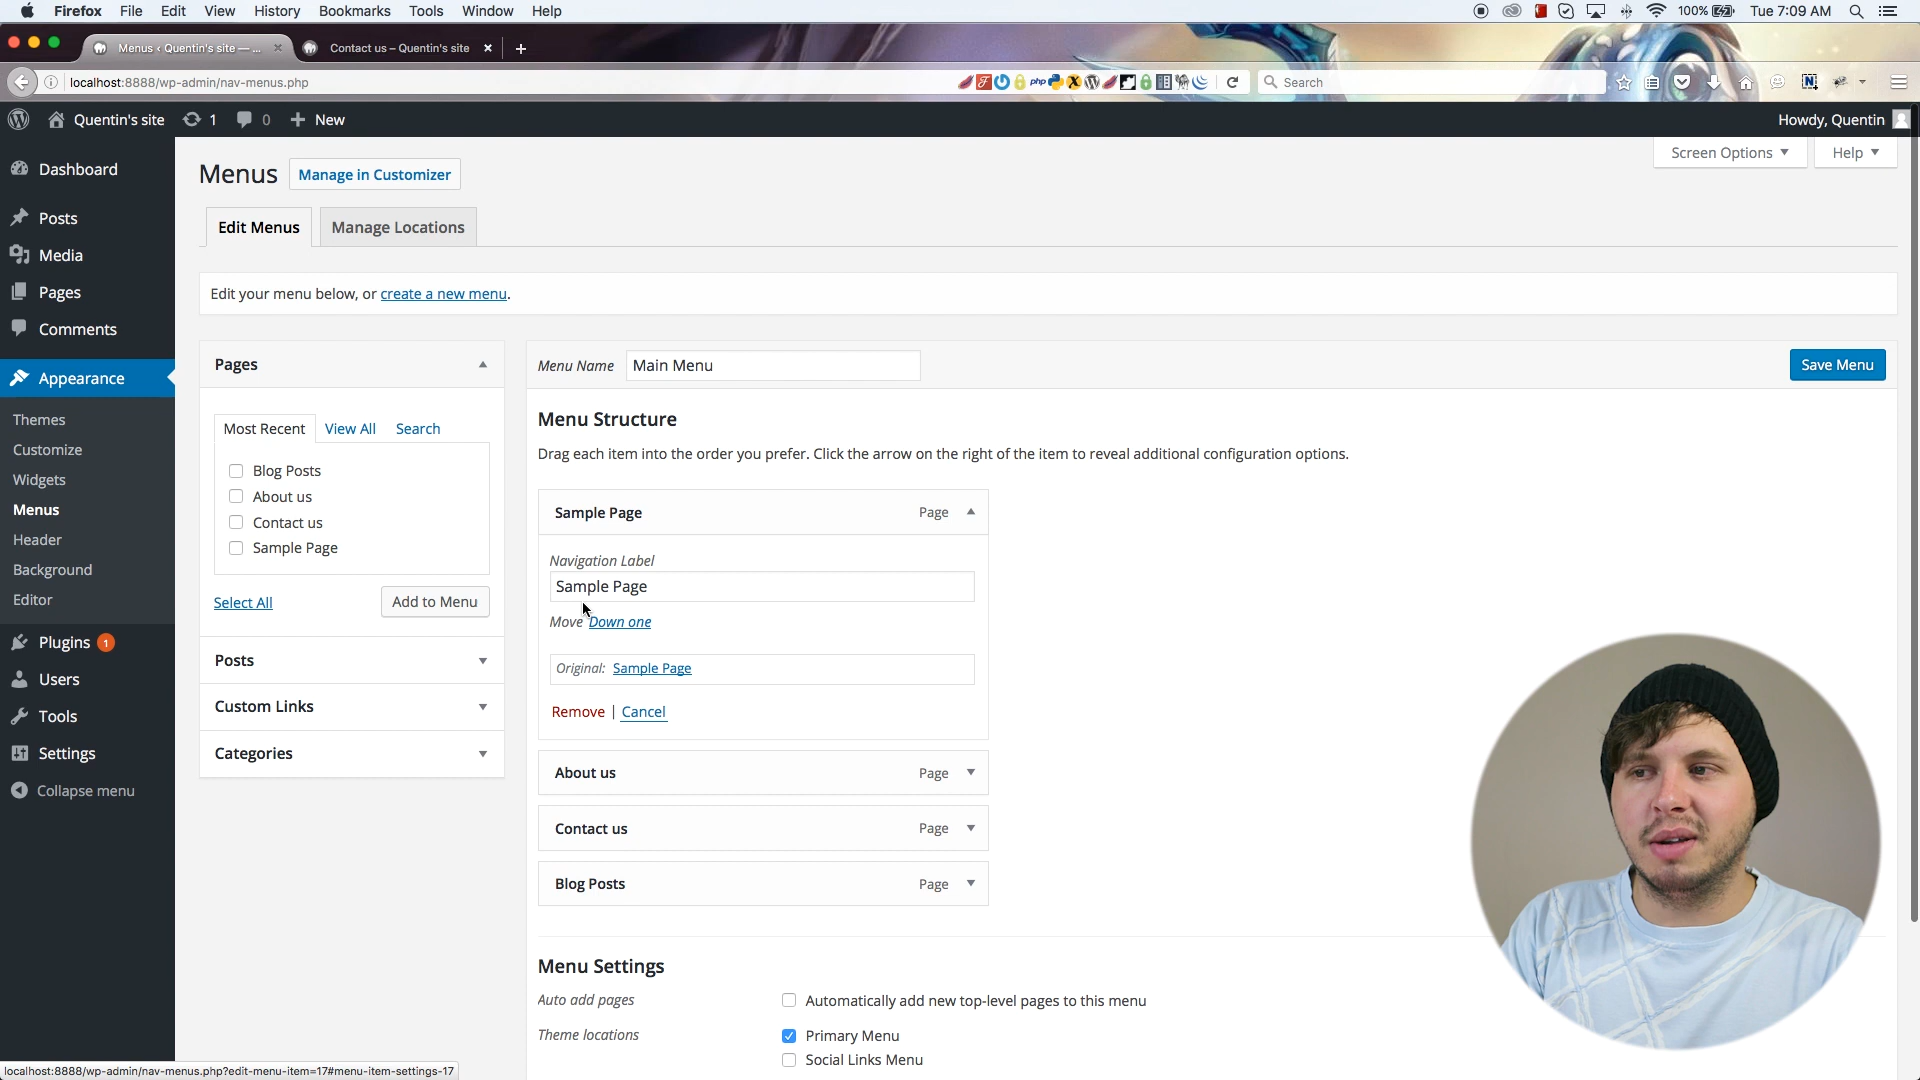 Firefox File Edit View History Bookmarks Tools Window Help 100% Tue 7:09 AM
Menus ‹ Quentin's site — ... Contact us – Quentin's site
localhost:8888/wp-admin/nav-menus.php php Search
Quentin's site 1 0 New Howdy, Quentin
Screen Options Help
Menus Manage in Customizer
Edit Menus Manage Locations
Edit your menu below, or create a new menu.
Dashboard
Posts
Media
Pages
Comments
Appearance
Themes
Customize
Widgets
Menus
Header
Background
Editor
Plugins 1
Users
Tools
Settings
Collapse menu
Pages
Most Recent View All Search
Blog Posts
About us
Contact us
Sample Page
Select All Add to Menu
Posts
Custom Links
Categories
Menu Name Main Menu Save Menu
Menu Structure
Drag each item into the order you prefer. Click the arrow on the right of the item to reveal additional configuration options.
Sample Page Page
Navigation Label
Sample Page
Move Down one
Original: Sample Page
Remove | Cancel
About us Page
Contact us Page
Blog Posts Page
Menu Settings
Auto add pages Automatically add new top-level pages to this menu
Theme locations Primary Menu
Social Links Menu
localhost:8888/wp-admin/nav-menus.php?edit-menu-item=17#menu-item-settings-17